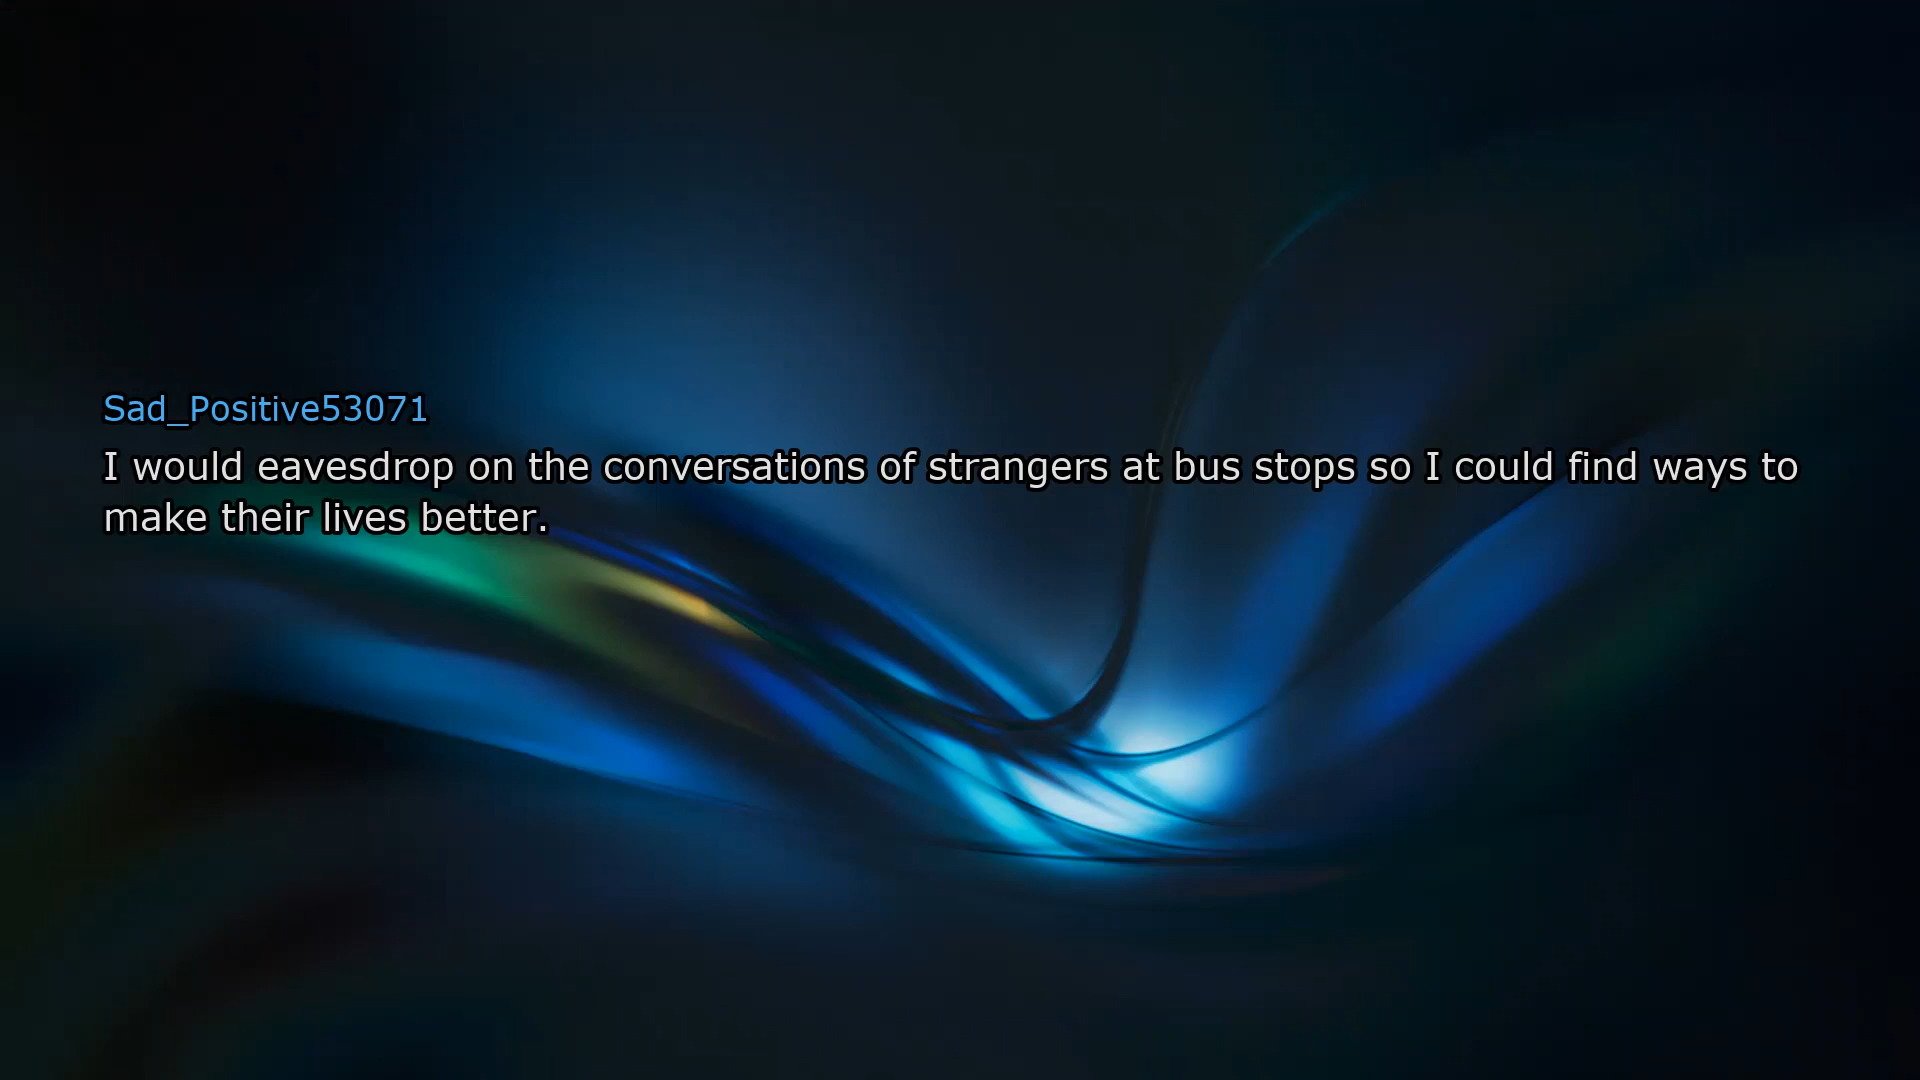 Sad_Positive53071
I would eavesdrop on the conversations of strangers at bus stops so I could find ways to
make their lives better.